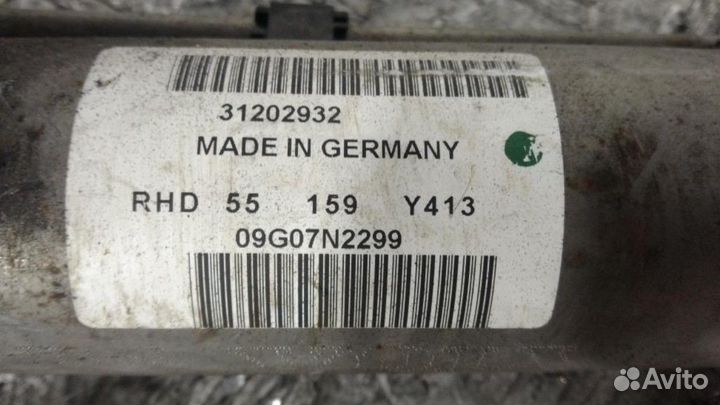 31202932
MADE IN GERMANY
RHD 55 159 Y413
09G07N2299
Avito